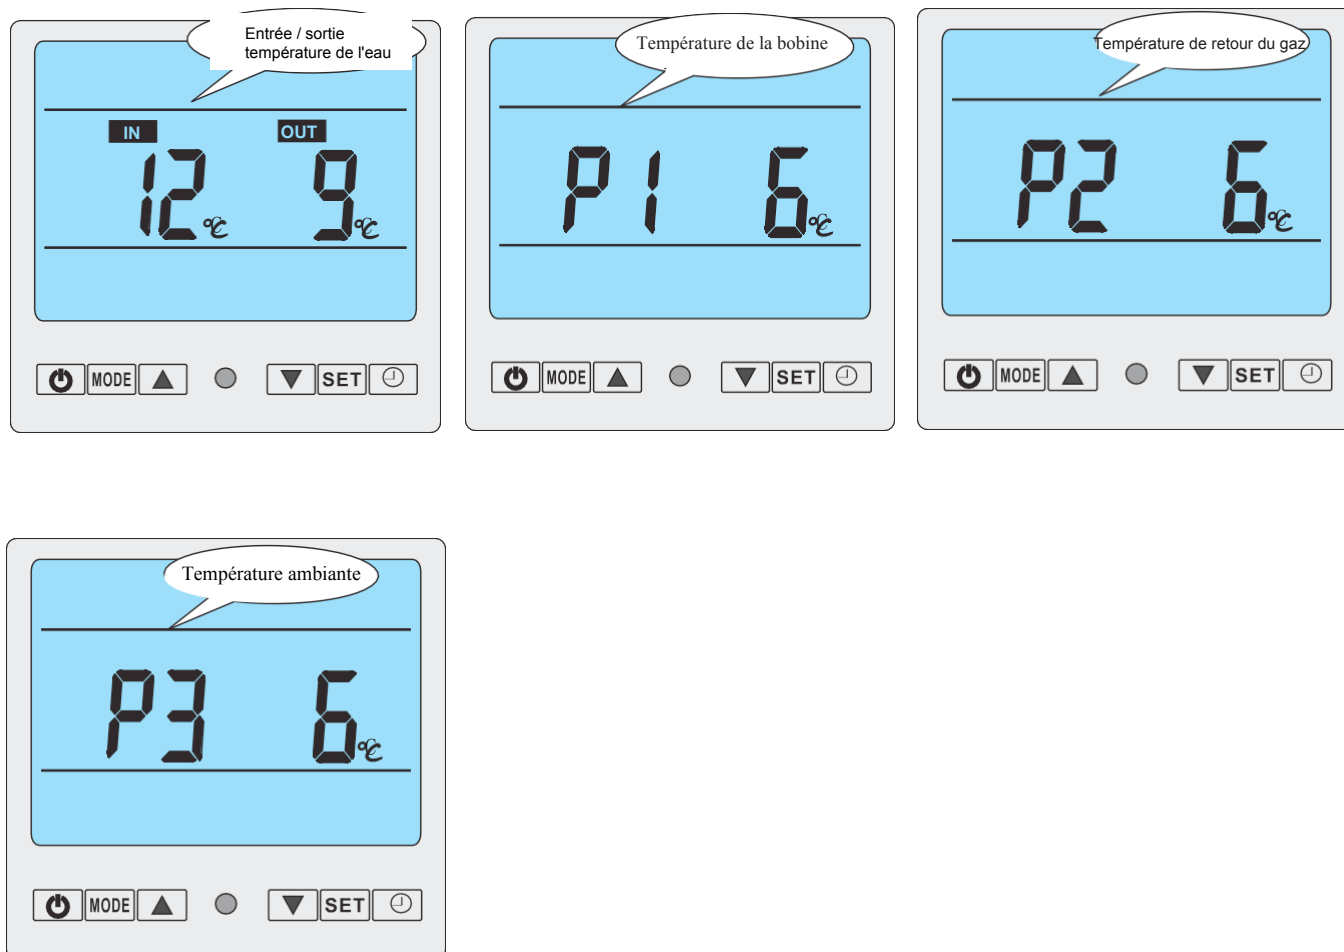 Entrée / sortie
température de l'eau
IN OUT
12 °C 9 °C
MODE SET
Température de la bobine
P1 6 °C
MODE SET
Température de retour du gaz
P2 6 °C
MODE SET
Température ambiante
P3 6 °C
MODE SET